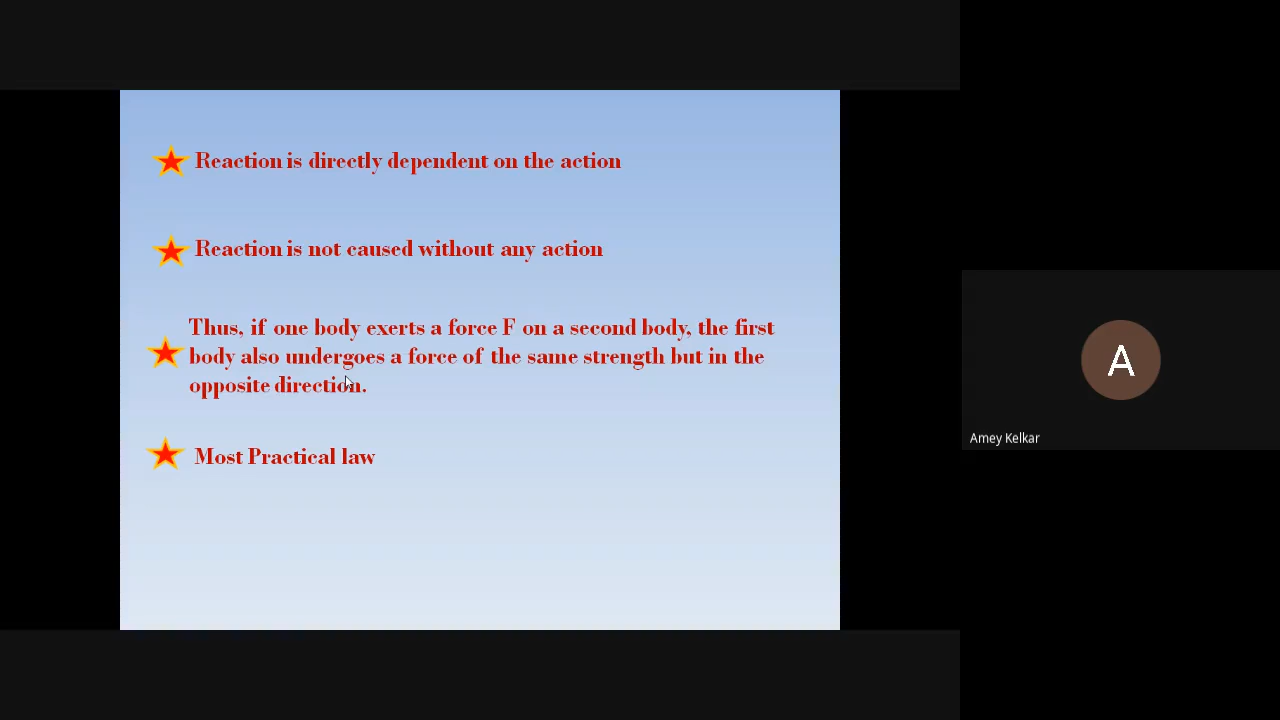 Reaction is directly dependent on the action
Reaction is not caused without any action
Thus, if one body exerts a force F on a second body, the first
body also undergoes a force of the same strength but in the
opposite direction.
Most Practical law
A
Amey Kelkar